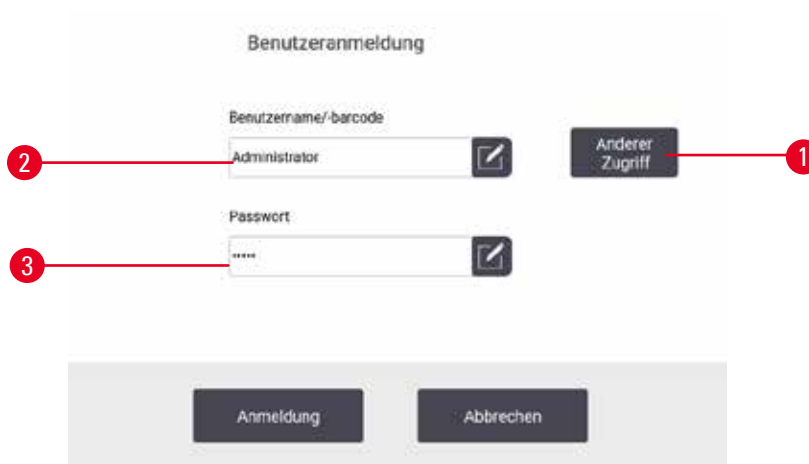 Benutzeranmeldung
Benutzername/-barcode
2
Administrator
Anderer
Zugriff
1
Passwort
3
•••••
Anmeldung
Abbrechen